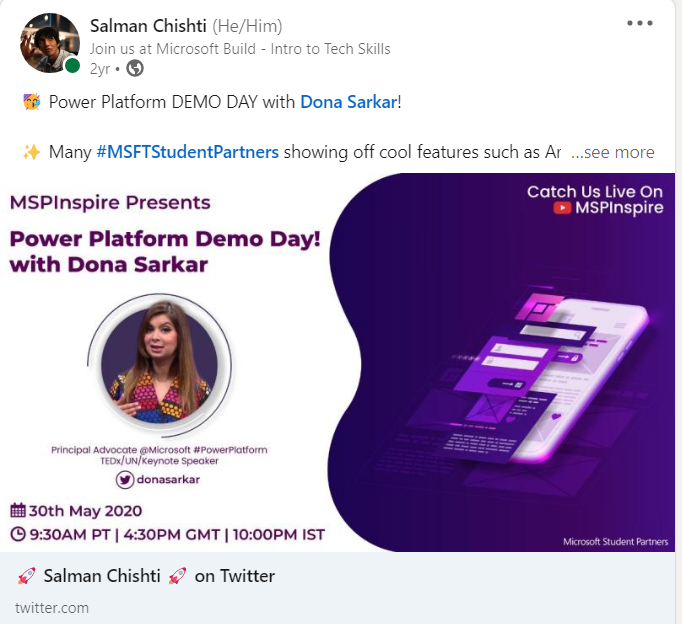 Salman Chishti (He/Him)
Join us at Microsoft Build - Intro to Tech Skills
2yr •
🥳 Power Platform DEMO DAY with Dona Sarkar!
✨ Many #MSFTStudentPartners showing off cool features such as Ar ...see more
MSPInspire Presents
Power Platform Demo Day!
with Dona Sarkar
Principal Advocate @Microsoft #PowerPlatform
TEDx/UN/Keynote Speaker
donasarkar
30th May 2020
9:30AM PT | 4:30PM GMT | 10:00PM IST
Catch Us Live On
MSPInspire
Microsoft Student Partners
🚀 Salman Chishti 🚀 on Twitter
twitter.com